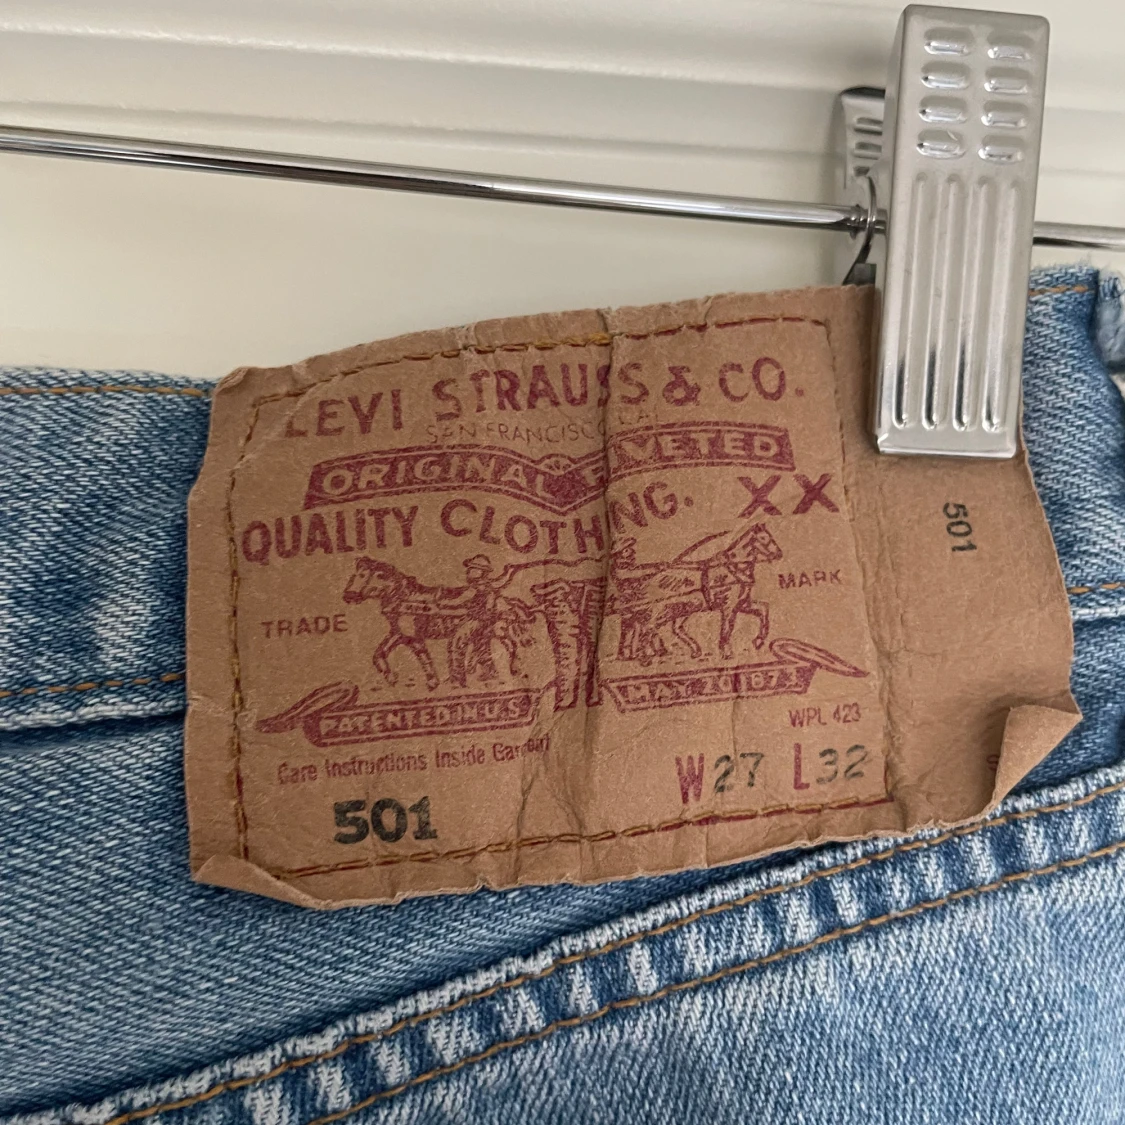 LEVI STRAUSS & CO.
SAN FRANCISCO CAL
ORIGINAL RIVETED
QUALITY CLOTHING. XX
TRADE MARK
PATENTED IN U.S.
MAY 20 1873
WPL 423
Care Instructions Inside Garment
W27 L32
501
501